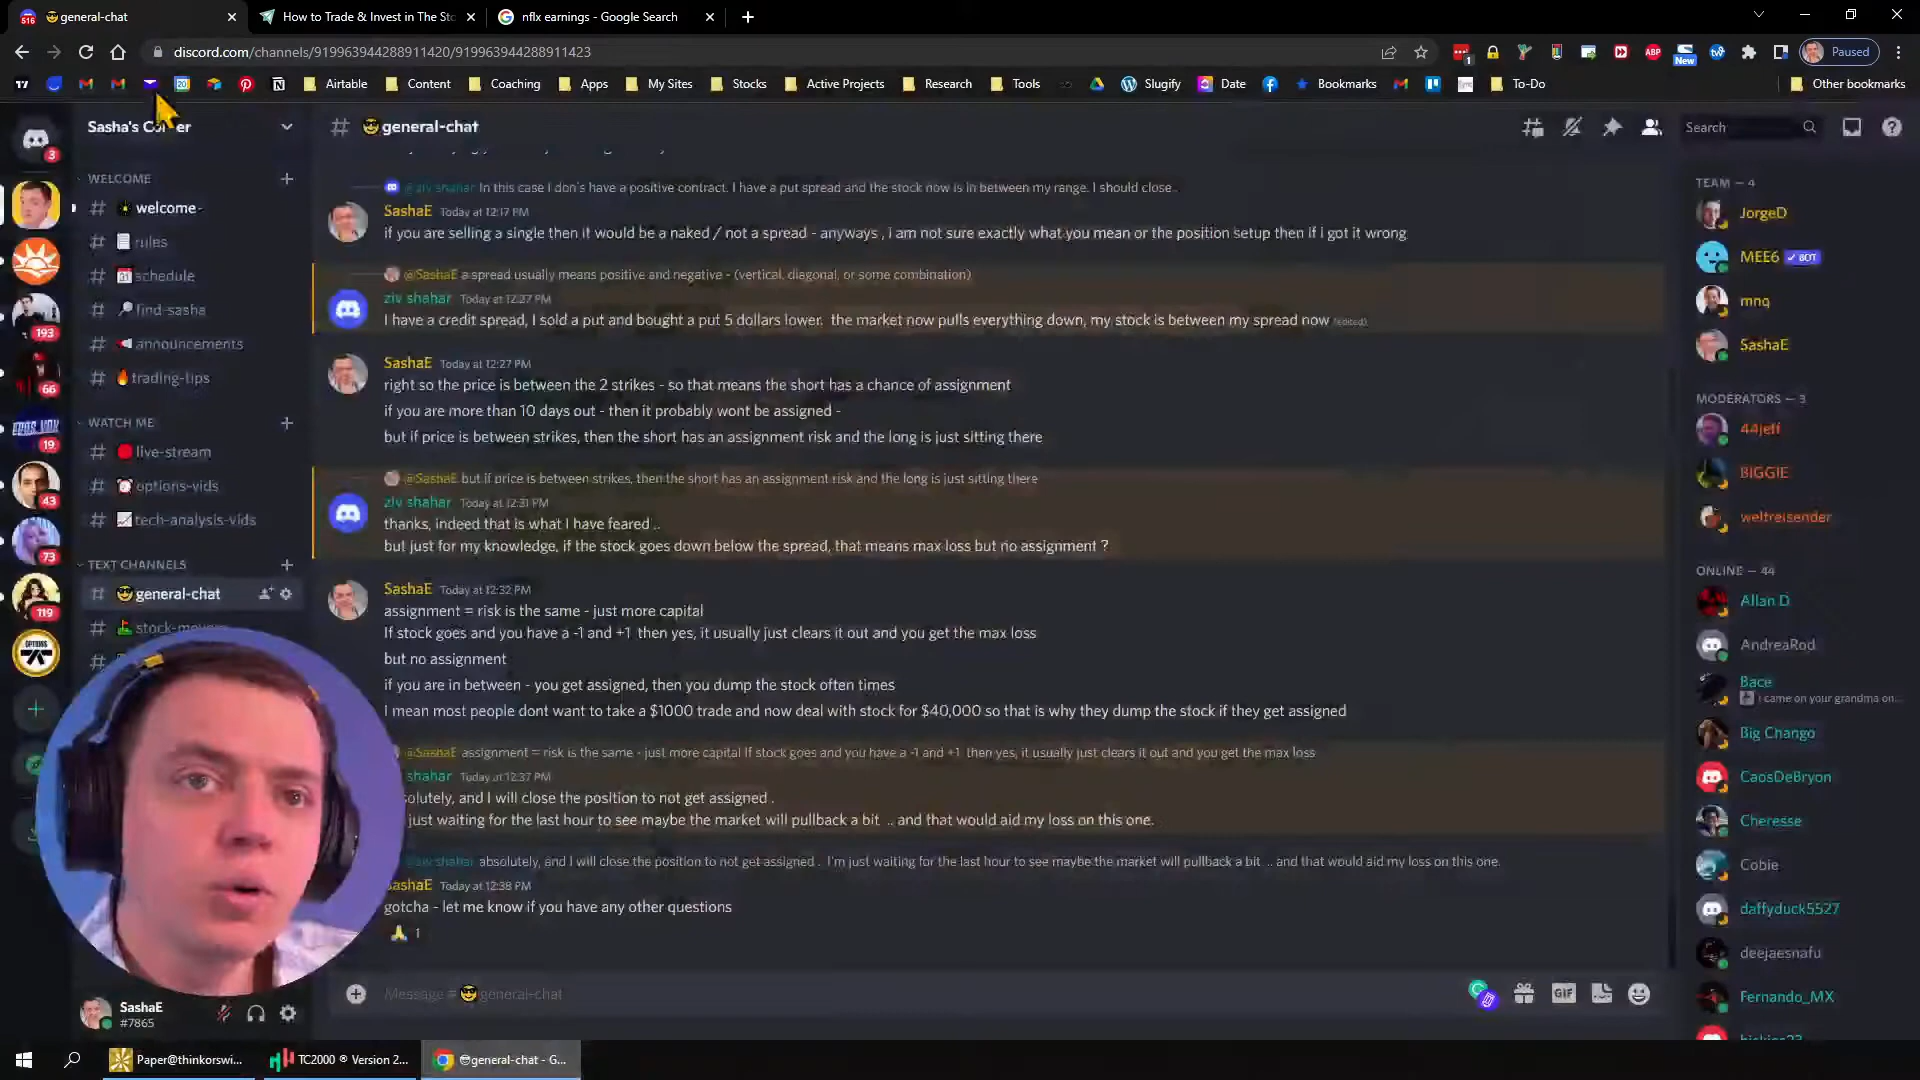 general-chat
How to Trade & Invest in The Sto
nflx earnings - Google Search
discord.com/channels/919963944288911420/919963944288911423
Paused
Airtable
Content
Coaching
Apps
My Sites
Stocks
Active Projects
Research
Tools
Slugify
Date
Bookmarks
To-Do
Other bookmarks
New
ABP
1
516
Sasha's Corner
# general-chat
Search
3
193
66
19
43
73
119
WELCOME
welcome-
rules
schedule
find-sasha
announcements
trading-tips
WATCH ME
live-stream
options-vids
tech-analysis-vids
TEXT CHANNELS
general-chat
@ziv shahar In this case I don's have a positive contract. I have a put spread and the stock now is in between my range. I should close .
SashaE Today at 12:17 PM
if you are selling a single then it would be a naked / not a spread - anyways , i am not sure exactly what you mean or the position setup then if i got it wrong
@SashaE a spread usually means positive and negative - (vertical, diagonal, or some combination)
ziv shahar Today at 12:27 PM
I have a credit spread, I sold a put and bought a put 5 dollars lower. the market now pulls everything down, my stock is between my spread now (edited)
SashaE Today at 12:27 PM
right so the price is between the 2 strikes - so that means the short has a chance of assignment
if you are more than 10 days out - then it probably wont be assigned -
but if price is between strikes, then the short has an assignment risk and the long is just sitting there
@SashaE but if price is between strikes, then the short has an assignment risk and the long is just sitting there
ziv shahar Today at 12:31 PM
thanks, indeed that is what I have feared ..
but just for my knowledge, if the stock goes down below the spread, that means max loss but no assignment ?
SashaE Today at 12:32 PM
assignment = risk is the same - just more capital
If stock goes and you have a -1 and +1 then yes, it usually just clears it out and you get the max loss
but no assignment
if you are in between - you get assigned, then you dump the stock often times
I mean most people dont want to take a $1000 trade and now deal with stock for $40,000 so that is why they dump the stock if they get assigned
@SashaE assignment = risk is the same - just more capital If stock goes and you have a -1 and +1 then yes, it usually just clears it out and you get the max loss
shahar Today at 12:37 PM
solutely, and I will close the position to not get assigned .
just waiting for the last hour to see maybe the market will pullback a bit .. and that would aid my loss on this one.
absolutely, and I will close the position to not get assigned . I'm just waiting for the last hour to see maybe the market will pullback a bit .. and that would aid my loss on this one.
SashaE Today at 12:38 PM
gotcha - let me know if you have any other questions
1
Message # general-chat
GIF
SashaE
#7865
TEAM — 4
JorgeD
MEE6 BOT
mnq
SashaE
MODERATORS — 3
44jeff
BIGGIE
weltreisender
ONLINE — 44
Allan D
AndreaRod
Bace
I came on your grandma on...
Big Chango
CaosDeBryon
Cheresse
Cobie
daffyduck5527
deejaesnafu
Fernando_MX
Paper@thinkorswi...
TC2000 ® Version 2...
general-chat - G...